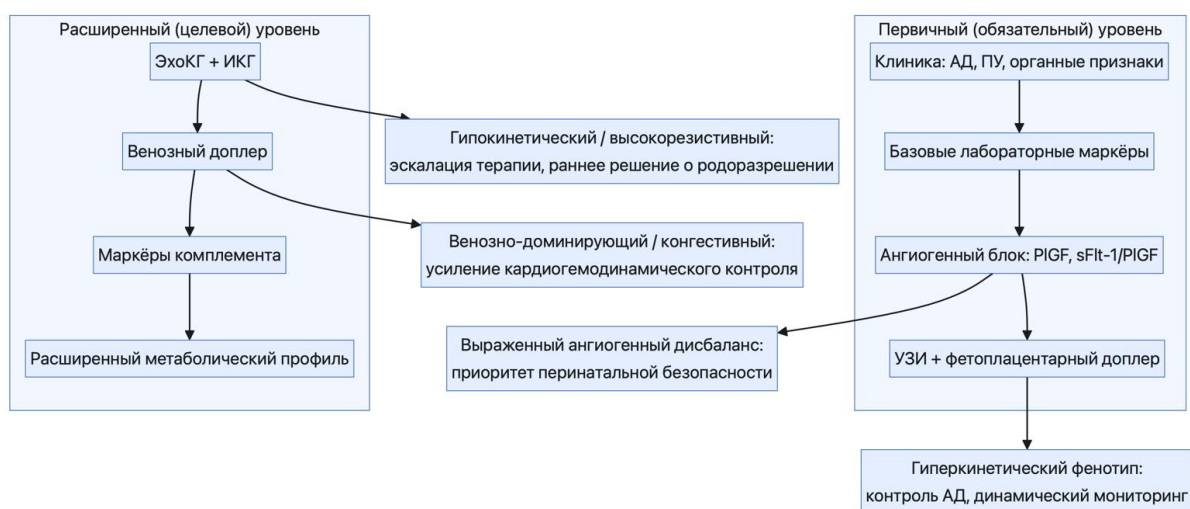 Расширенный (целевой) уровень
ЭхоКГ + ИКГ
Венозный доплер
Маркёры комплемента
Расширенный метаболический профиль
Гипокинетический / высокорезистивный:
эскалация терапии, раннее решение о родоразрешении
Венозно-доминирующий / конгестивный:
усиление кардиогемодинамического контроля
Выраженный ангиогенный дисбаланс:
приоритет перинатальной безопасности
Первичный (обязательный) уровень
Клиника: АД, ПУ, органные признаки
Базовые лабораторные маркёры
Ангиогенный блок: PlGF, sFlt-1/PlGF
УЗИ + фетоплацентарный доплер
Гиперкинетический фенотип:
контроль АД, динамический мониторинг